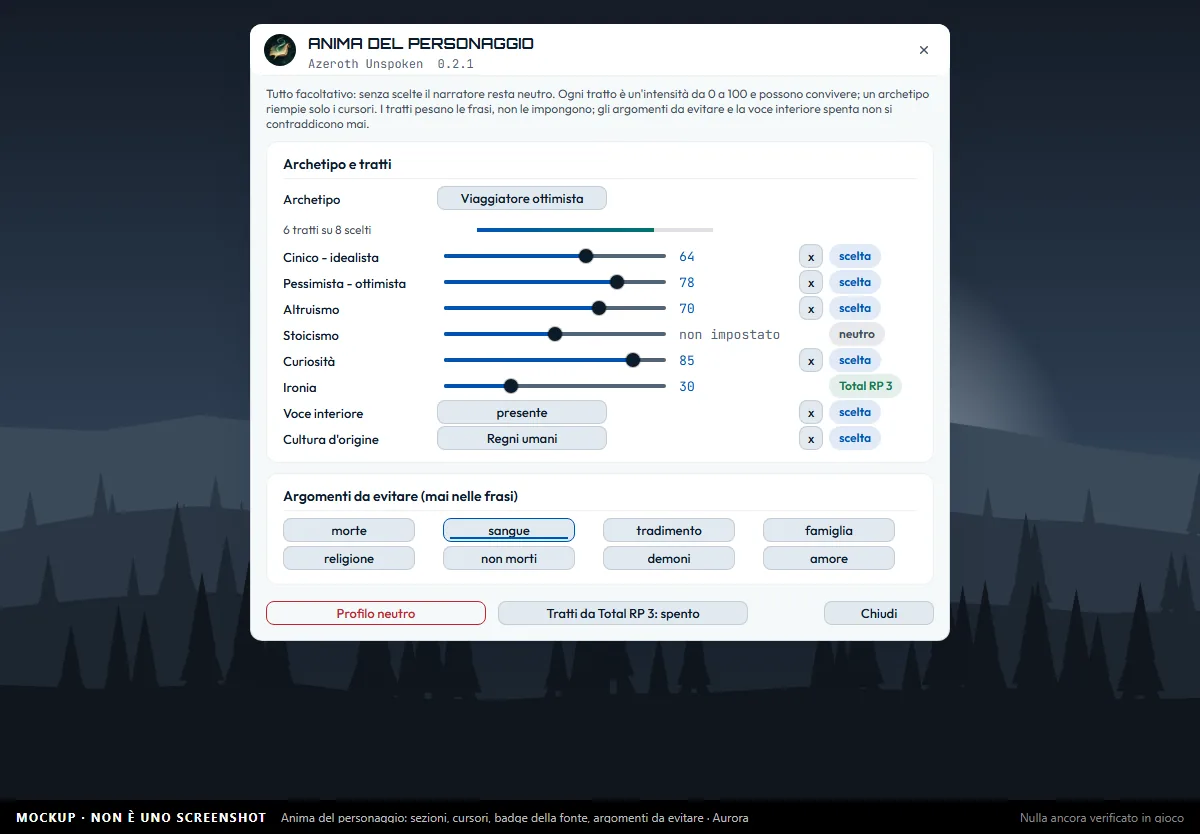 ANIMA DEL PERSONAGGIO
Azeroth Unspoken 0.2.1
×
Tutto facoltativo: senza scelte il narratore resta neutro. Ogni tratto è un'intensità da 0 a 100 e possono convivere; un archetipo
riempie solo i cursori. I tratti pesano le frasi, non le impongono; gli argomenti da evitare e la voce interiore spenta non si
contraddicono mai.
Archetipo e tratti
Archetipo Viaggiatore ottimista
6 tratti su 8 scelti
Cinico - idealista 64 x scelta
Pessimista - ottimista 78 x scelta
Altruismo 70 x scelta
Stoicismo non impostato neutro
Curiosità 85 x scelta
Ironia 30 Total RP 3
Voce interiore presente x scelta
Cultura d'origine Regni umani x scelta
Argomenti da evitare (mai nelle frasi)
morte sangue tradimento famiglia
religione non morti demoni amore
Profilo neutro Tratti da Total RP 3: spento Chiudi
MOCKUP · NON È UNO SCREENSHOT Anima del personaggio: sezioni, cursori, badge della fonte, argomenti da evitare · Aurora Nulla ancora verificato in gioco